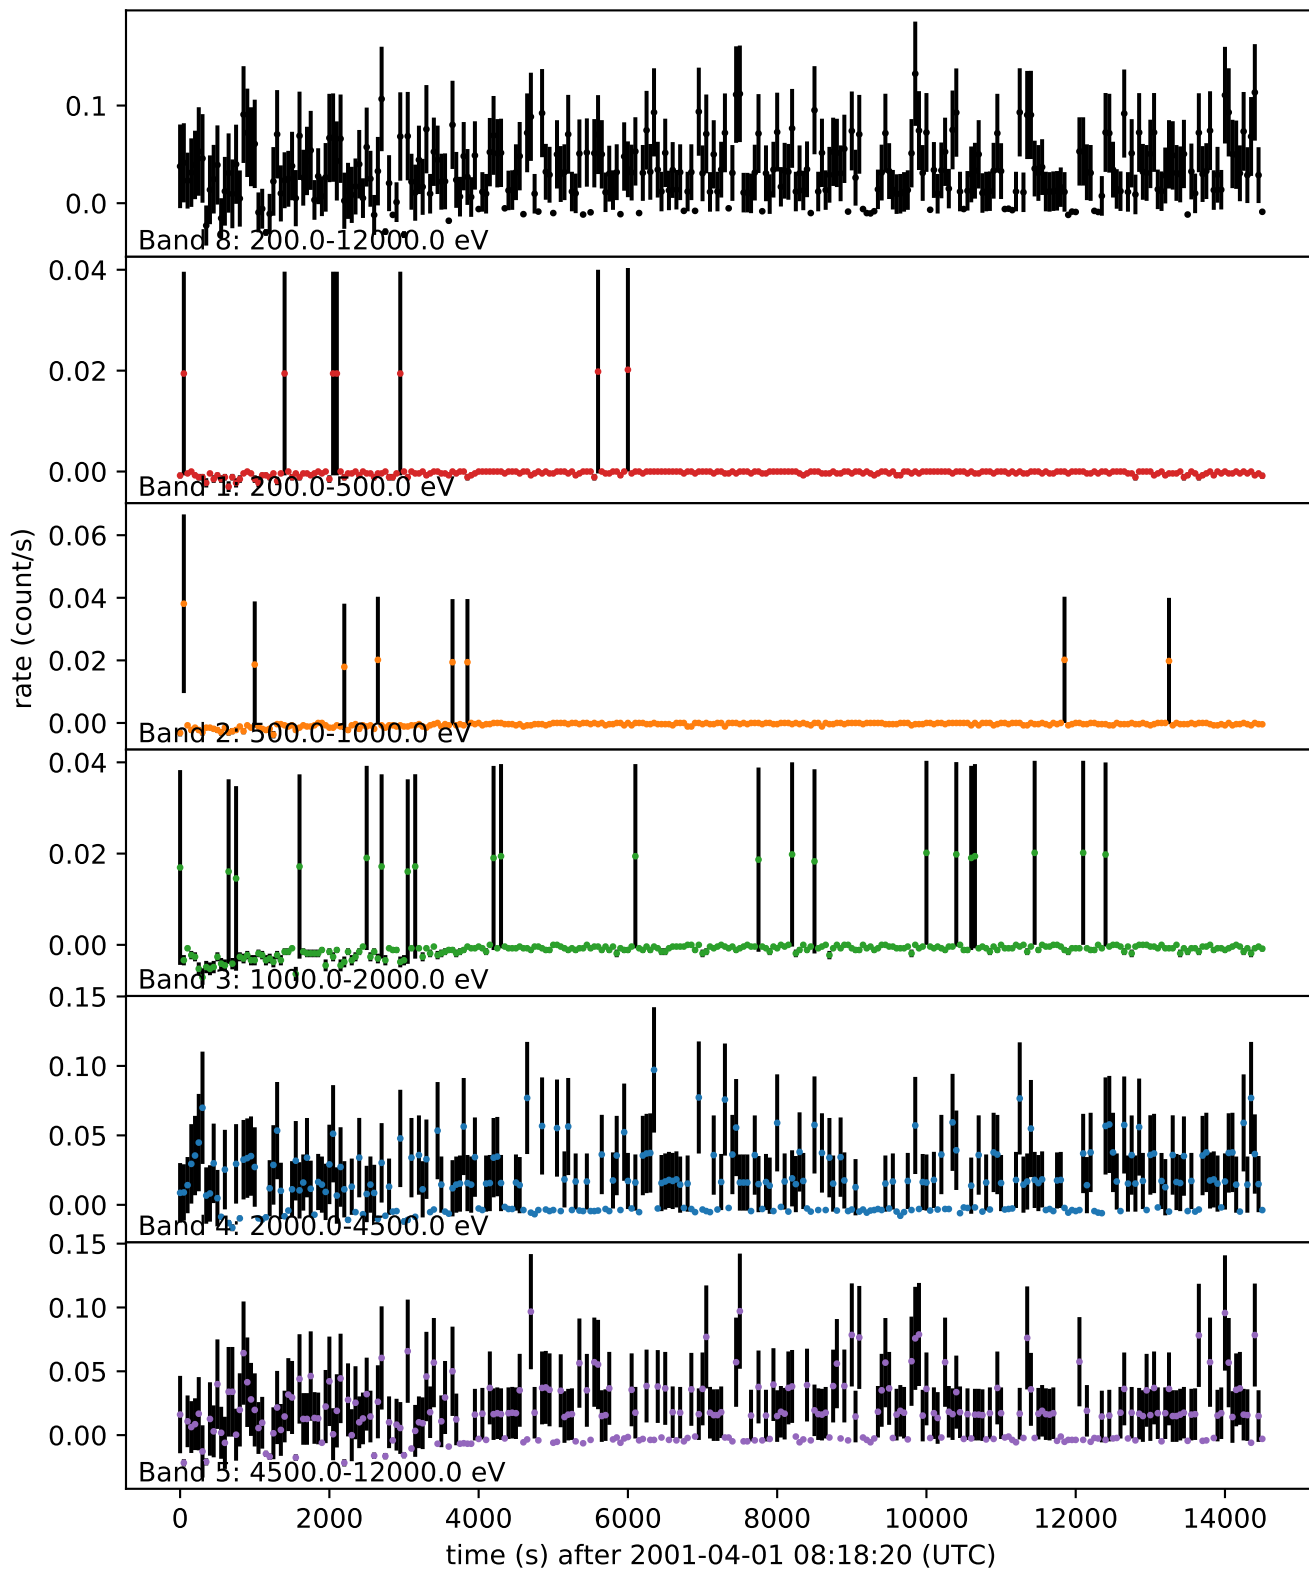 0.1
0.0
Band 8: 200.0-12000.0 eV
0.04
0.02
0.00
Band 1: 200.0-500.0 eV
0.06
0.04
0.02
0.00
Band 2: 500.0-1000.0 eV
0.04
0.02
0.00
Band 3: 1000.0-2000.0 eV
0.15
0.10
0.05
0.00
Band 4: 2000.0-4500.0 eV
0.15
0.10
0.05
0.00
Band 5: 4500.0-12000.0 eV
rate (count/s)
0 2000 4000 6000 8000 10000 12000 14000
time (s) after 2001-04-01 08:18:20 (UTC)